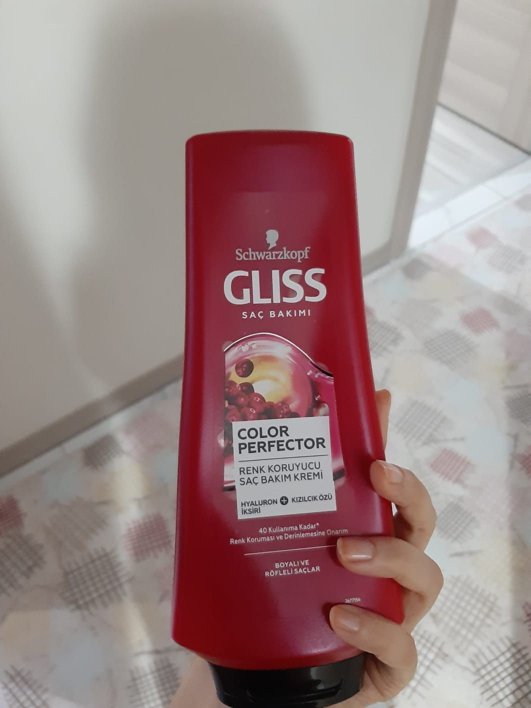 Schwarzkopf
GLISS
SAÇ BAKIMI
COLOR
PERFECTOR
RENK KORUYUCU
SAÇ BAKIM KREMİ
HYALURON + KIZILCIK ÖZÜ
İKSİRİ
40 Kullanıma Kadar*
Renk Koruması ve Derinlemesine Onarım
BOYALI VE
RÖFLELİ SAÇLAR